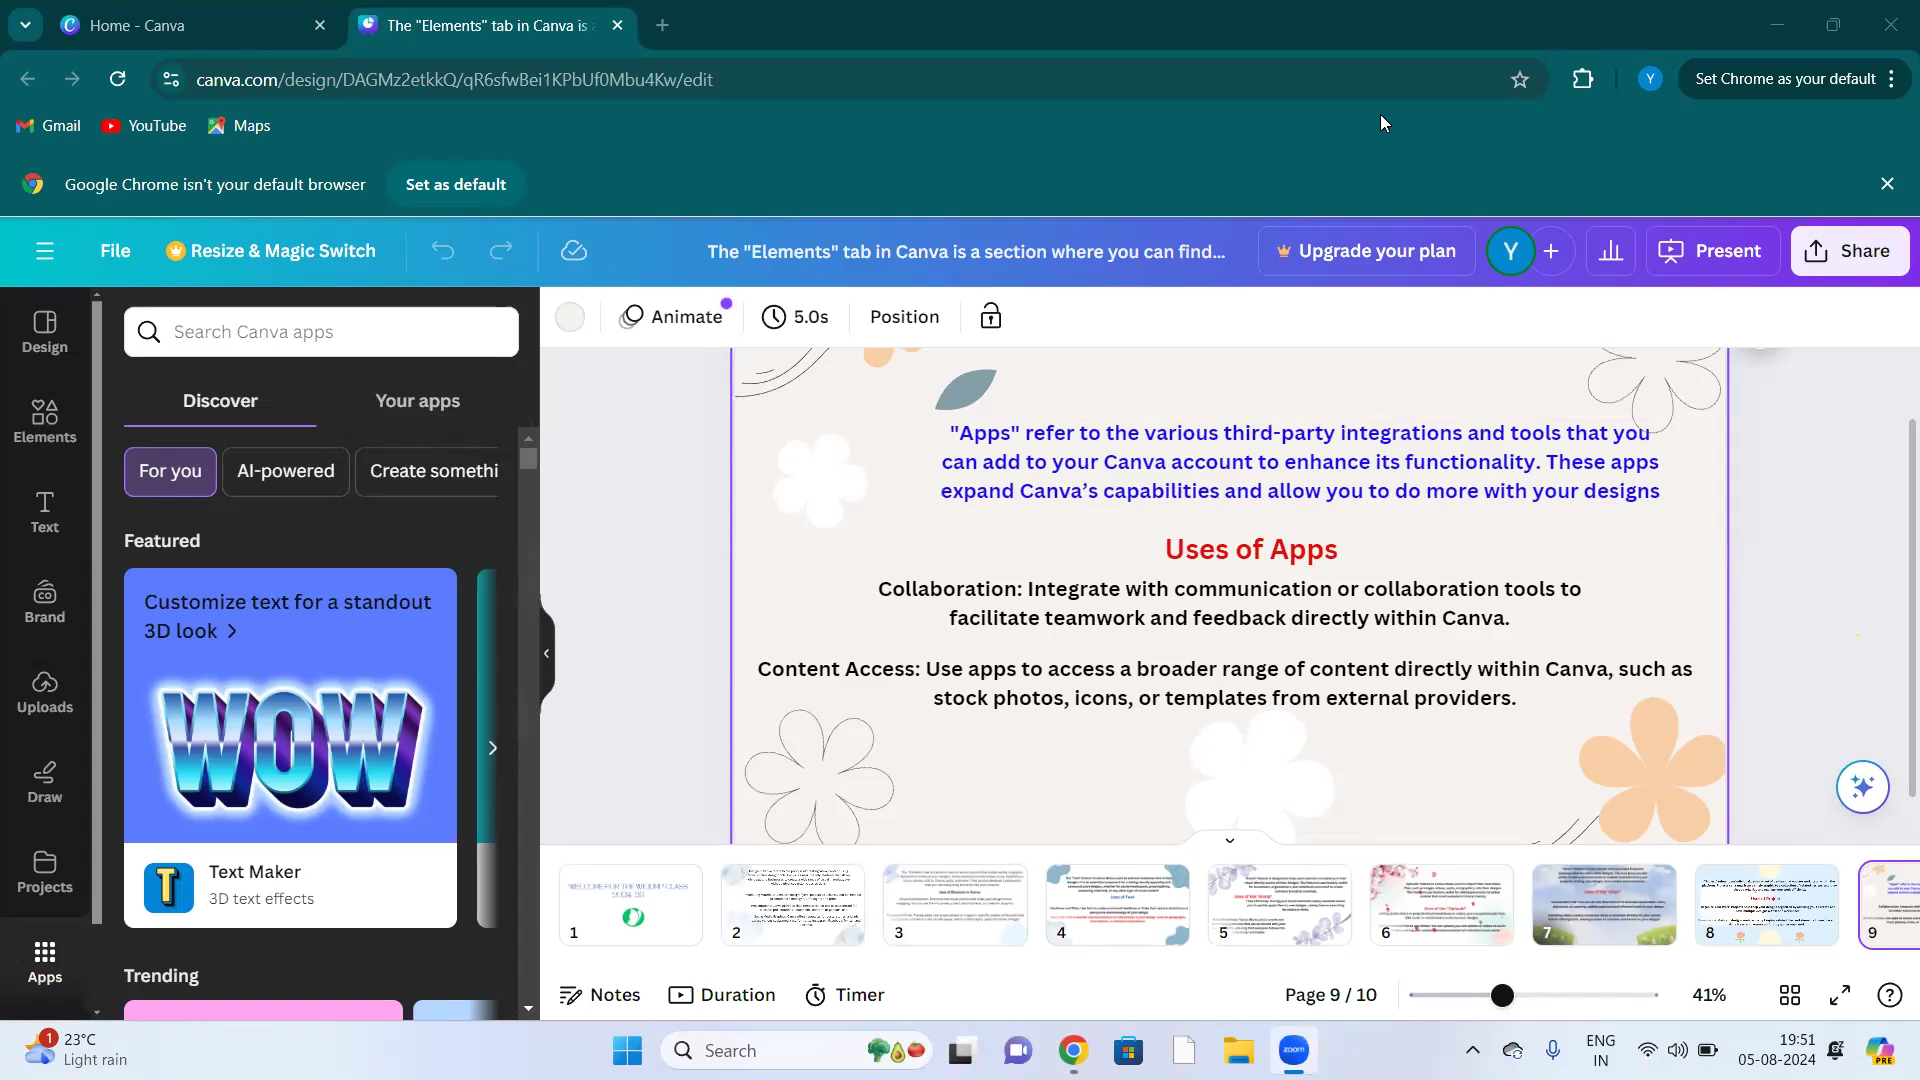 Home - Canva
The "Elements" tab in Canva is
canva.com/design/DAGMz2etkkQ/qR6sfwBei1KPbUf0Mbu4Kw/edit
Y
Set Chrome as your default
Gmail
YouTube
Maps
Google Chrome isn't your default browser
Set as default
File
Resize & Magic Switch
The "Elements" tab in Canva is a section where you can find...
Upgrade your plan
Y
Present
Share
Design
Elements
Text
Brand
Uploads
Draw
Projects
Apps
Search Canva apps
Discover
Your apps
For you
AI-powered
Create somethi
Featured
Customize text for a standout
3D look
WOW
T
Text Maker
3D text effects
Trending
Animate
5.0s
Position
"Apps" refer to the various third-party integrations and tools that you
can add to your Canva account to enhance its functionality. These apps
expand Canva's capabilities and allow you to do more with your designs
Uses of Apps
Collaboration: Integrate with communication or collaboration tools to
facilitate teamwork and feedback directly within Canva.
Content Access: Use apps to access a broader range of content directly within Canva, such as
stock photos, icons, or templates from external providers.
WELCOME FOR THE WEJUMP CLASS
1
2
3
4
5
6
7
8
9
Notes
Duration
Timer
Page 9 / 10
41%
1
23°C
Light rain
Search
zoom
ENG
IN
19:51
05-08-2024
PRE